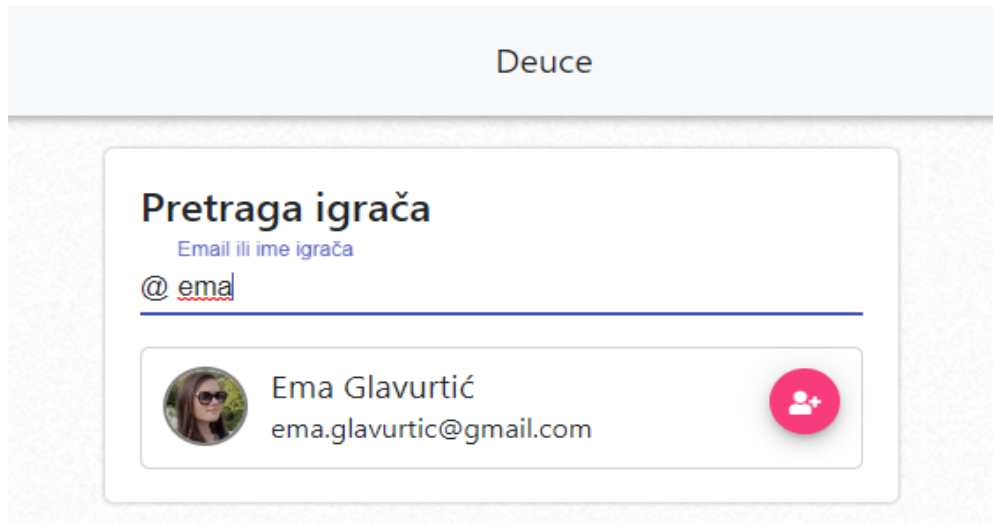 Deuce
Pretraga igrača
Email ili ime igrača
@ ema
Ema Glavurtić
ema.glavurtic@gmail.com